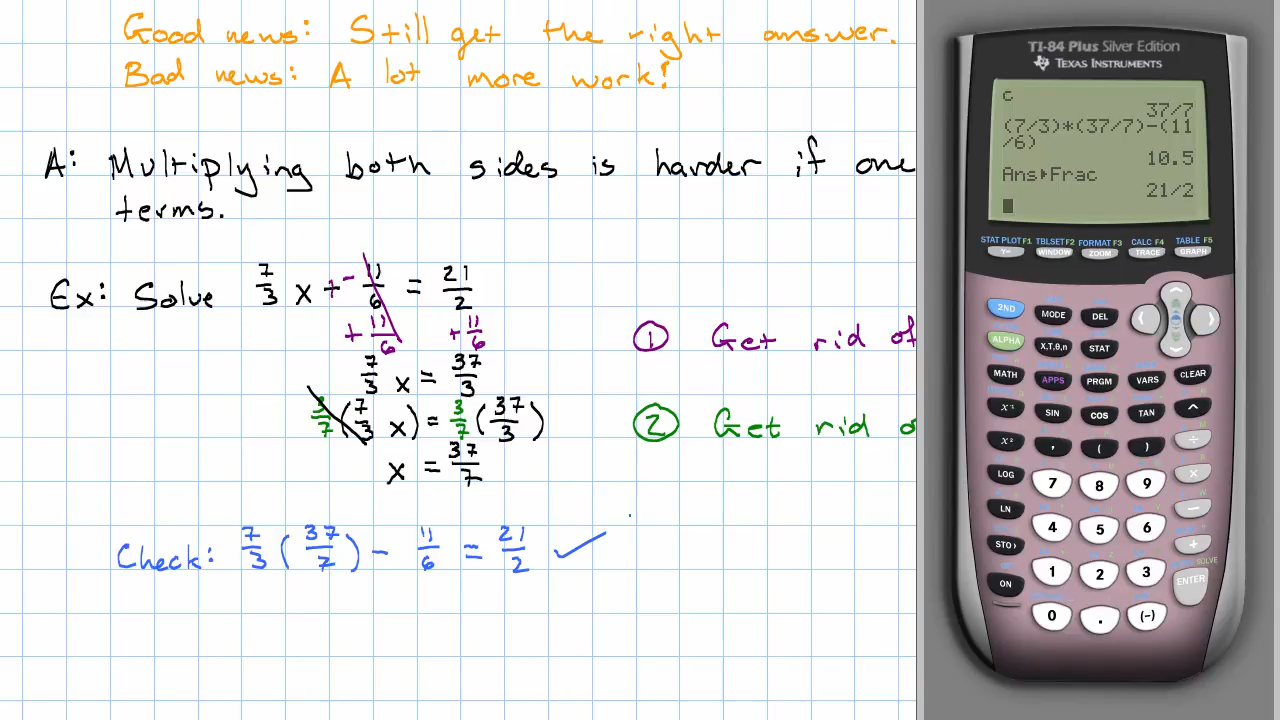 Good news: Still get the right answer.
Bad news: A lot more work!
A: Multiplying both sides is harder if one
terms.
Ex: Solve 7/3 x + - 11/6 = 21/2
+ 11/6 + 11/6
7/3 x = 37/3
3/7 (7/3 x) = 3/7 (37/3)
x = 37/7
① Get rid of
② Get rid o
Check: 7/3 (37/7) - 11/6 = 21/2 ✓
TI-84 Plus Silver Edition
TEXAS INSTRUMENTS
c
37/7
(7/3)*(37/7)-(11
/6)
10.5
Ans▶Frac
21/2
STAT PLOT F1 TBLSET F2 FORMAT F3 CALC F4 TABLE F5
Y= WINDOW ZOOM TRACE GRAPH
2ND MODE DEL
ALPHA X,T,θ,n STAT
MATH APPS PRGM VARS CLEAR
SIN COS TAN ^
x² , ( ) ÷
LOG 7 8 9 ×
LN 4 5 6 −
STO 1 2 3 +
ON 0 . (-) ENTER
SOLVE